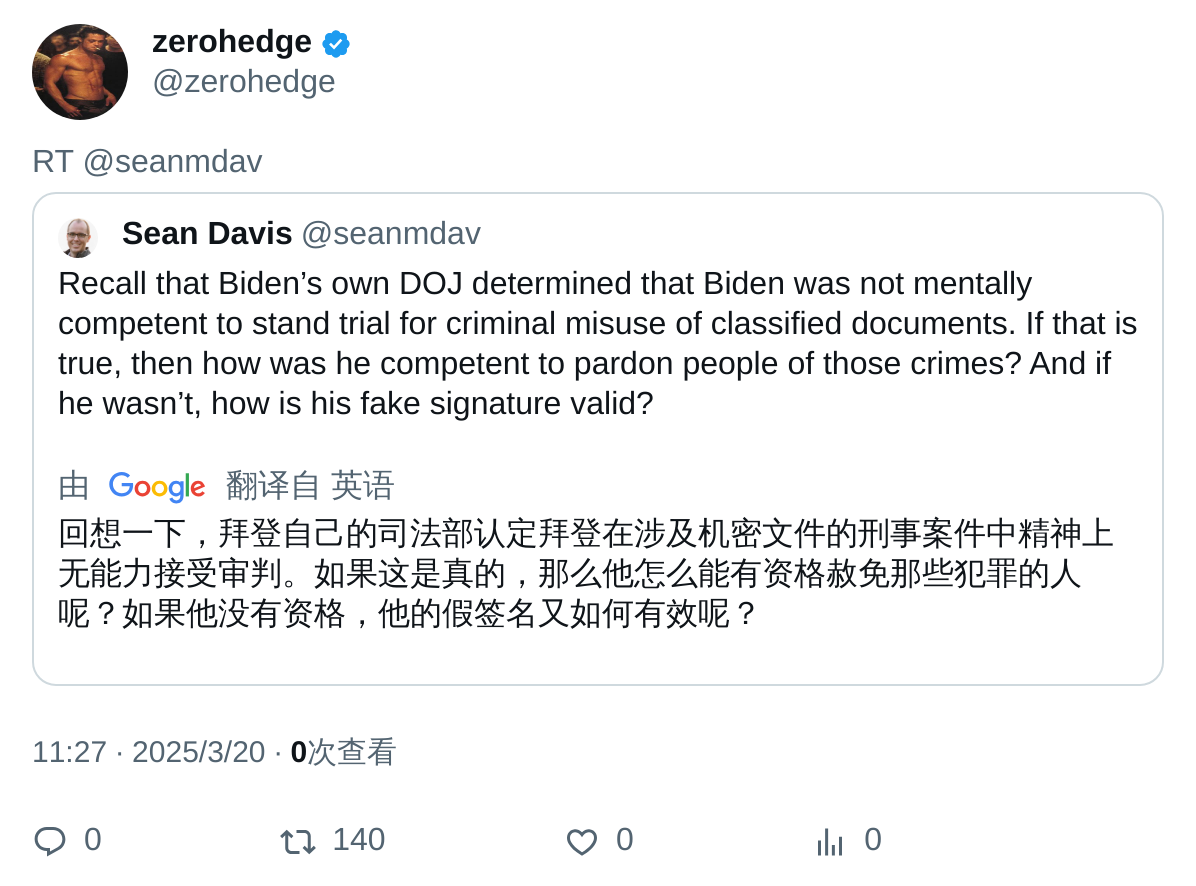 zerohedge
@zerohedge
RT @seanmdav
Sean Davis @seanmdav
Recall that Biden’s own DOJ determined that Biden was not mentally
competent to stand trial for criminal misuse of classified documents. If that is
true, then how was he competent to pardon people of those crimes? And if
he wasn’t, how is his fake signature valid?
由 Google 翻译自 英语
回想一下，拜登自己的司法部认定拜登在涉及机密文件的刑事案件中精神上
无能力接受审判。如果这是真的，那么他怎么能有资格赦免那些犯罪的人
呢？如果他没有资格，他的假签名又如何有效呢？
11:27 · 2025/3/20 · 0次查看
0 140 0 0